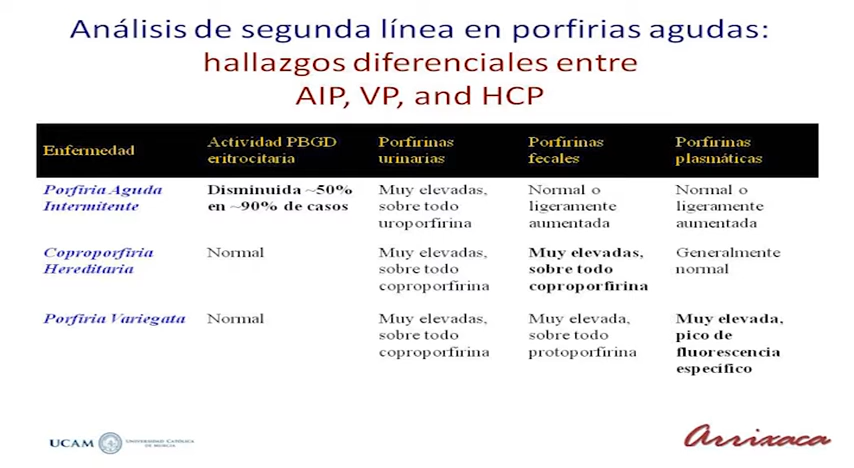 Análisis de segunda línea en porfirias agudas:
hallazgos diferenciales entre
AIP, VP, and HCP
Enfermedad
Actividad PBGD
eritrocitaria
Porfirinas
urinarias
Porfirinas
fecales
Porfirinas
plasmáticas
Porfiria Aguda
Intermitente
Disminuida ~50%
en ~90% de casos
Muy elevadas,
sobre todo
uroporfirina
Normal o
ligeramente
aumentada
Normal o
ligeramente
aumentada
Coproporfiria
Hereditaria
Normal
Muy elevadas,
sobre todo
coproporfirina
Muy elevadas,
sobre todo
coproporfirina
Generalmente
normal
Porfiria Variegata
Normal
Muy elevadas,
sobre todo
coproporfirina
Muy elevada,
sobre todo
protoporfirina
Muy elevada,
pico de
fluorescencia
especifico
UCAM
UNIVERSIDAD CATÓLICA
DE MURCIA
Arrixaca